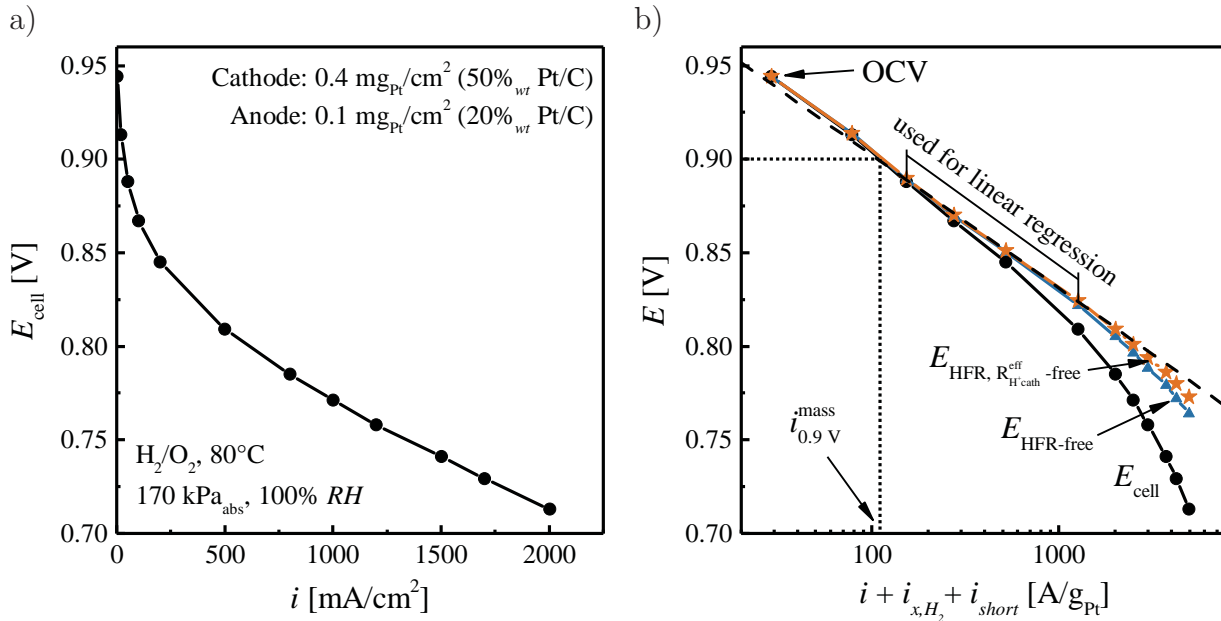 a)
0.95
0.90
0.85
0.80
0.75
0.70
E_cell [V]
Cathode: 0.4 mg_Pt/cm² (50%_wt Pt/C)
Anode: 0.1 mg_Pt/cm² (20%_wt Pt/C)
H₂/O₂, 80°C
170 kPa_abs, 100% RH
0 500 1000 1500 2000
i [mA/cm²]
b)
0.95
0.90
0.85
0.80
0.75
0.70
E [V]
OCV
used for linear regression
E_HFR, R^eff_H⁺cath -free
E_HFR-free
E_cell
i^mass_0.9 V
100 1000
i + i_x,H₂ + i_short [A/g_Pt]